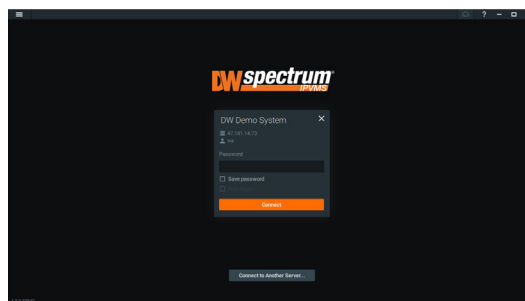 ?
DW spectrum
IPVMS
DW Demo System
47.181.14.73
Password
Save password
Connect
Connect to Another Server...